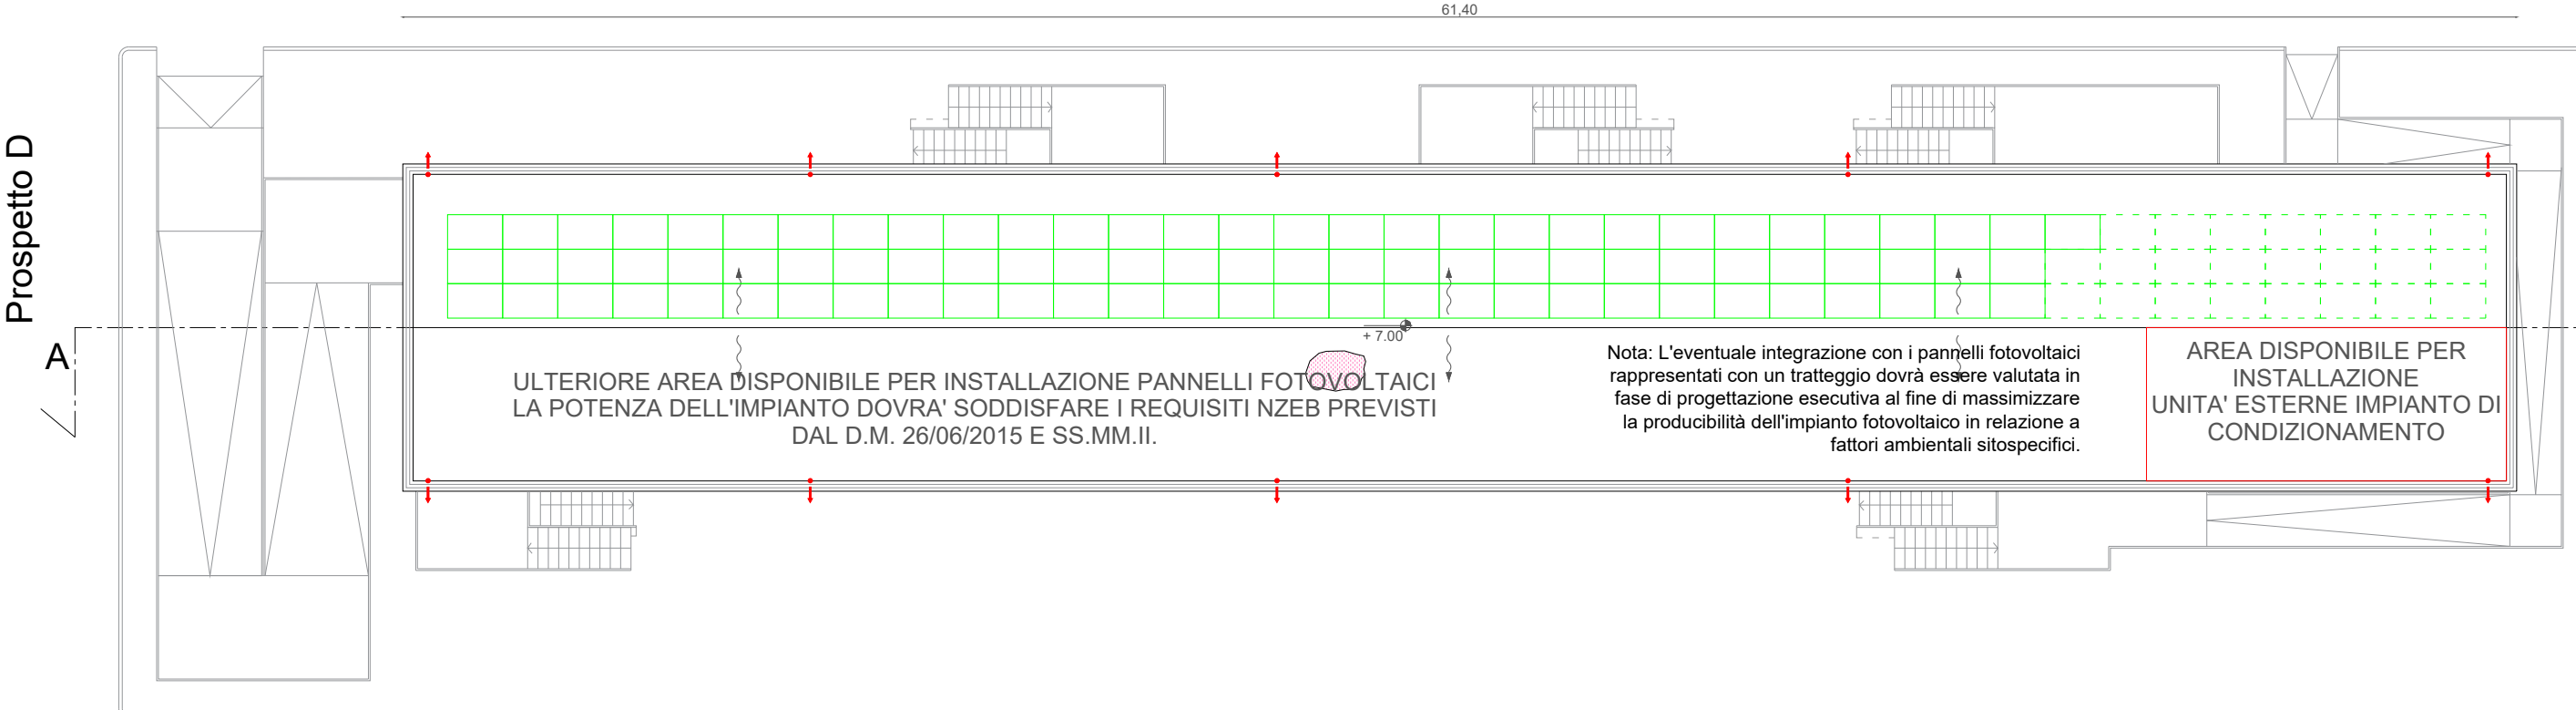 61,40
Prospetto D
A
+ 7.00
ULTERIORE AREA DISPONIBILE PER INSTALLAZIONE PANNELLI FOTOVOLTAICI
LA POTENZA DELL'IMPIANTO DOVRA' SODDISFARE I REQUISITI NZEB PREVISTI
DAL D.M. 26/06/2015 E SS.MM.II.
Nota: L'eventuale integrazione con i pannelli fotovoltaici
rappresentati con un tratteggio dovrà essere valutata in
fase di progettazione esecutiva al fine di massimizzare
la producibilità dell'impianto fotovoltaico in relazione a
fattori ambientali sitospecifici.
AREA DISPONIBILE PER
INSTALLAZIONE
UNITA' ESTERNE IMPIANTO DI
CONDIZIONAMENTO